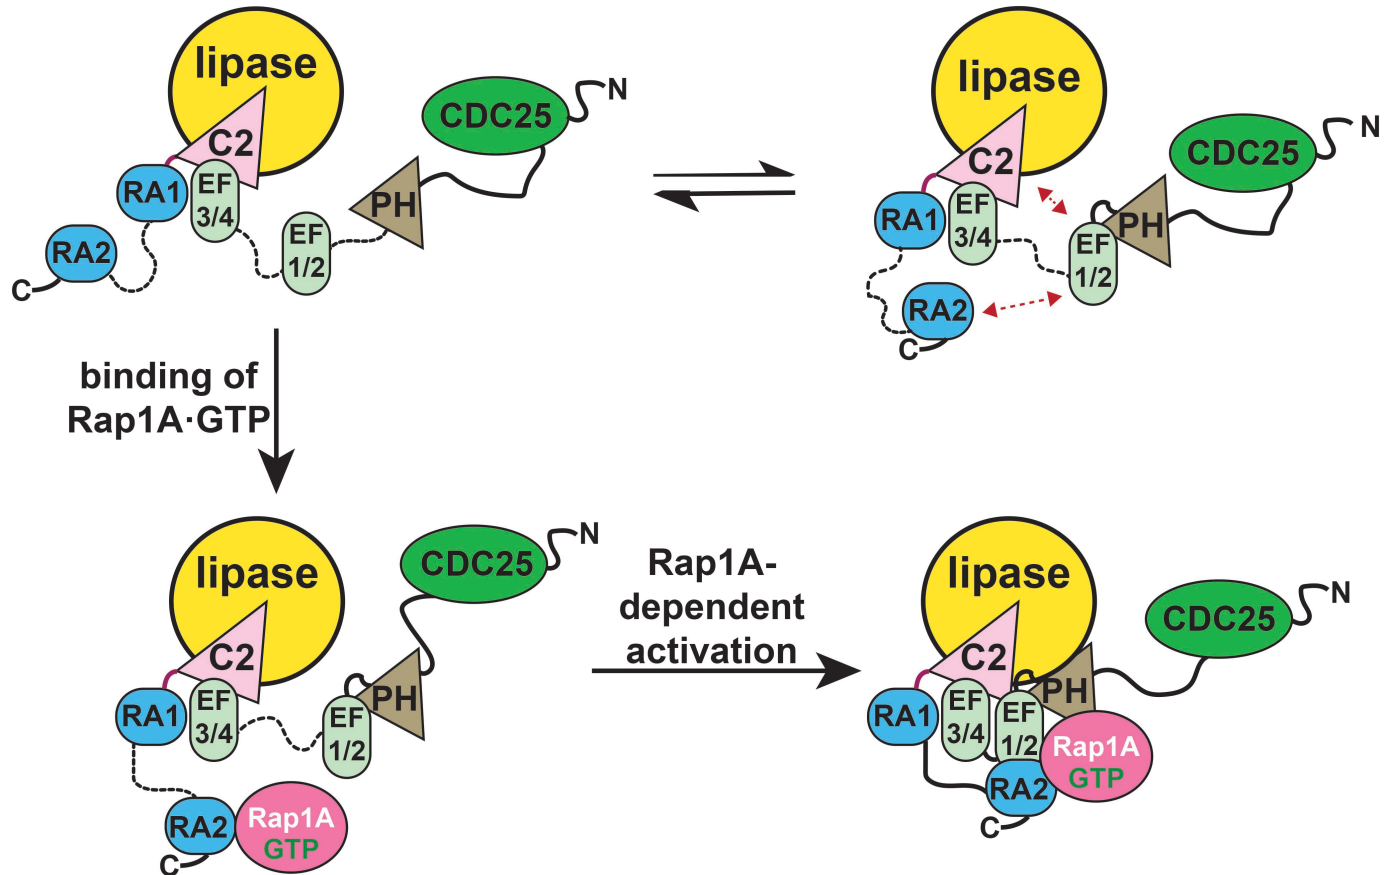 lipase
CDC25
N
C2
RA1
EF
3/4
PH
EF
1/2
RA2
C
lipase
CDC25
N
C2
RA1
EF
3/4
PH
EF
1/2
RA2
C
binding of
Rap1A·GTP
lipase
CDC25
N
C2
RA1
EF
3/4
PH
EF
1/2
RA2
Rap1A
GTP
C
Rap1A-
dependent
activation
lipase
CDC25
N
C2
PH
RA1
EF
3/4
EF
1/2
Rap1A
GTP
RA2
C